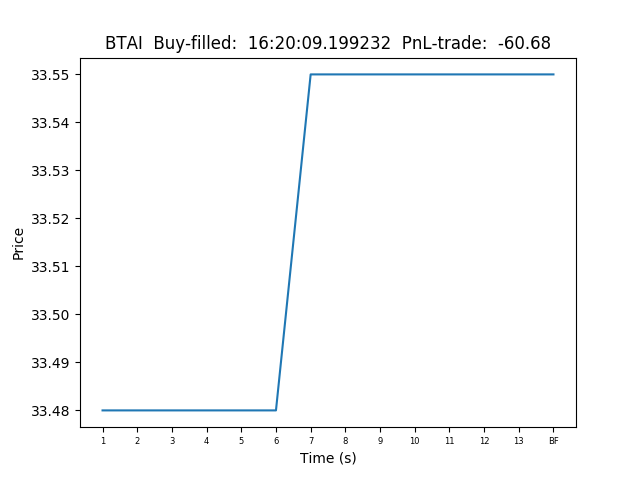 BTAI  Buy-filled:  16:20:09.199232  PnL-trade:  -60.68
33.55
33.54
33.53
33.52
33.51
33.50
33.49
33.48
Price
1 2 3 4 5 6 7 8 9 10 11 12 13 BF
Time (s)